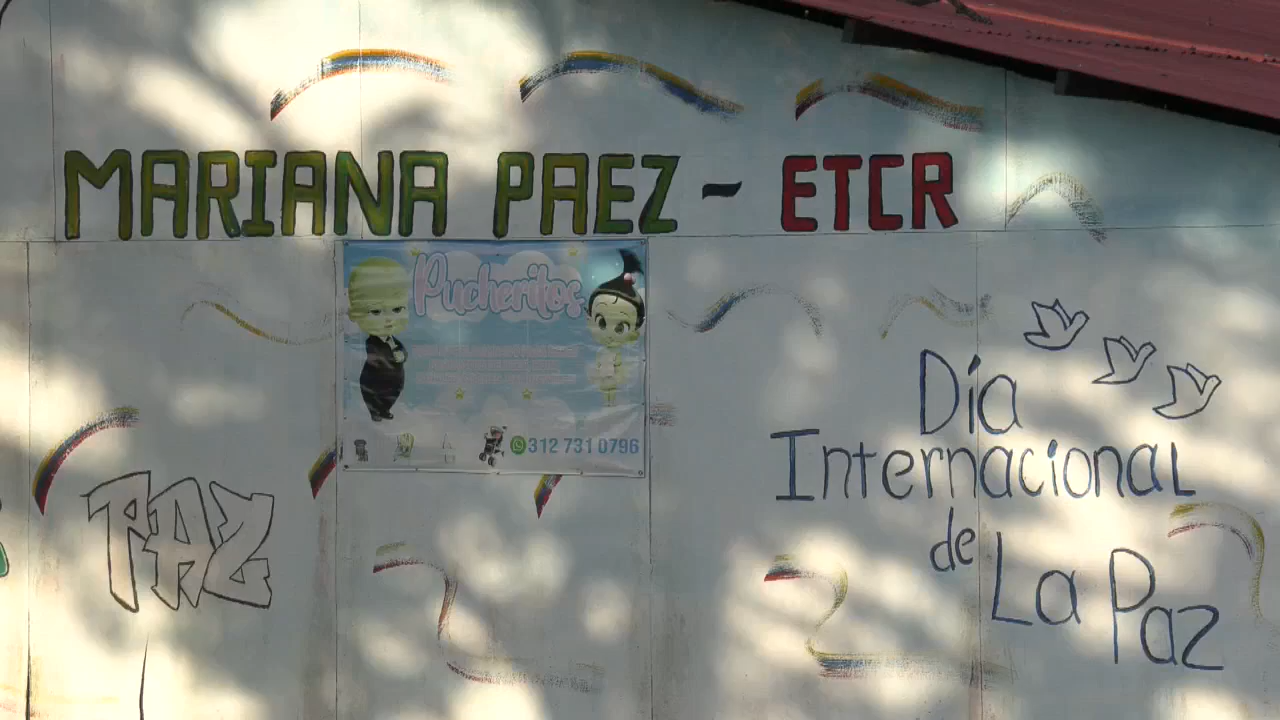 MARIANA PAEZ - ETCR
Pucheritos
312 731 0796
PAZ
Día
Internacional
de
La Paz